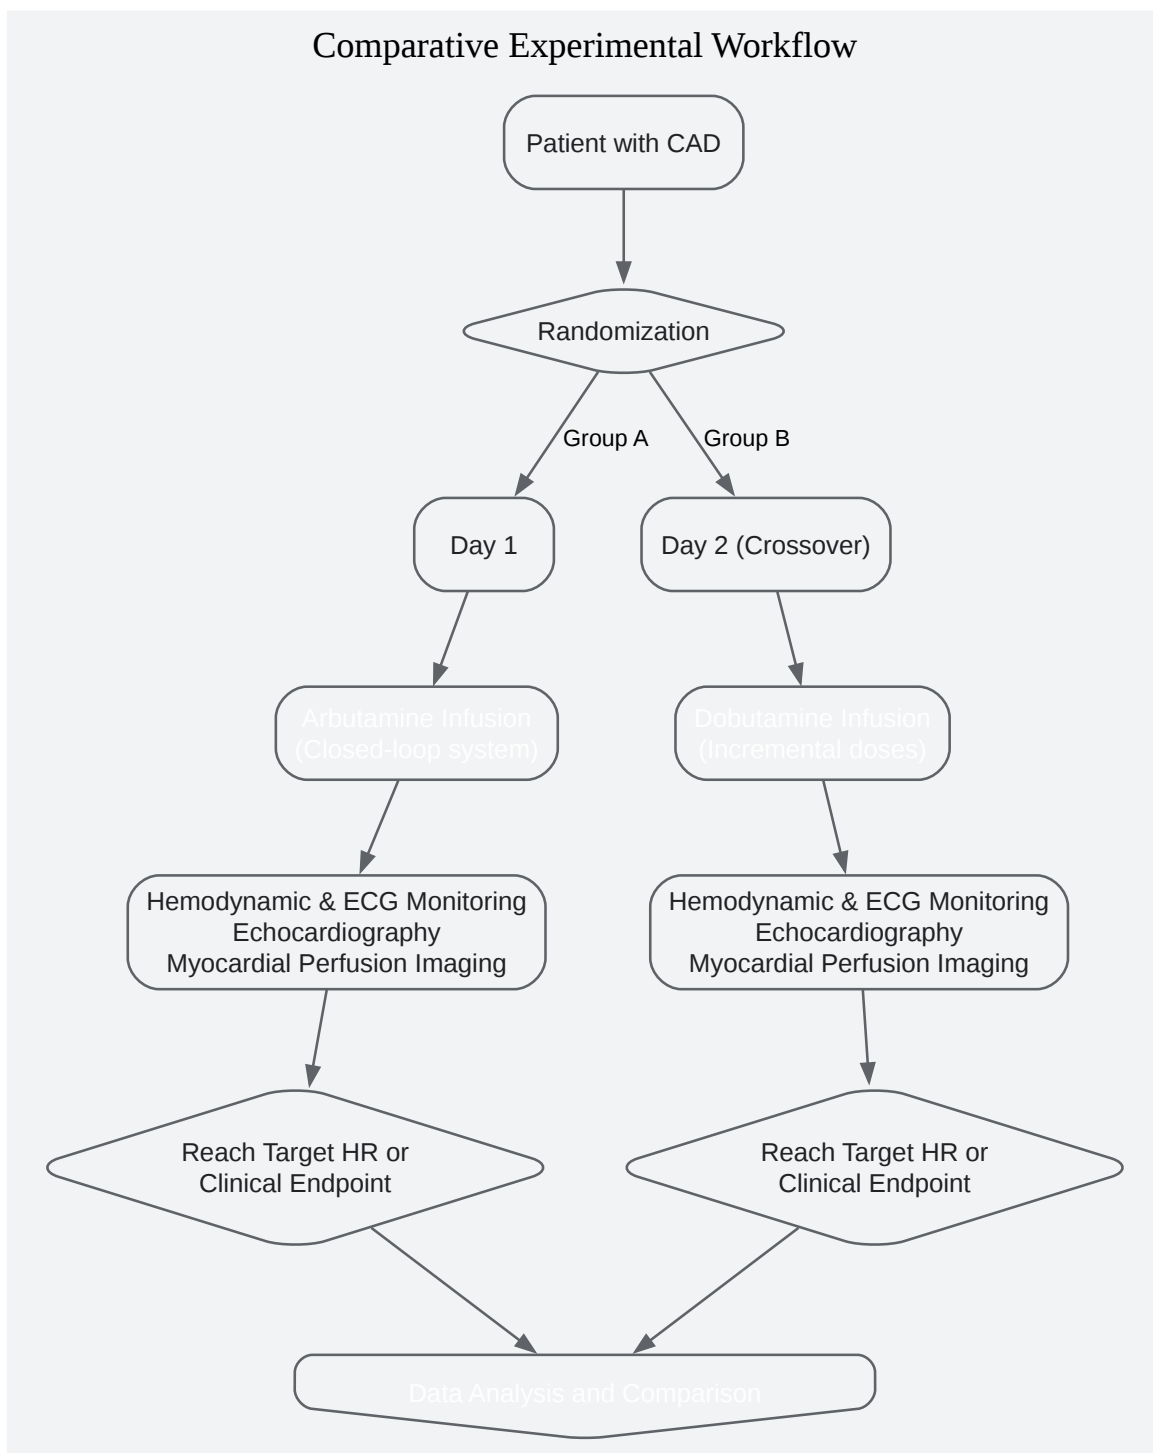 Comparative Experimental Workflow
Patient with CAD
Randomization
Group A
Group B
Day 1
Day 2 (Crossover)
Arbutamine Infusion
(Closed-loop system)
Dobutamine Infusion
(Incremental doses)
Hemodynamic & ECG Monitoring
Echocardiography
Myocardial Perfusion Imaging
Hemodynamic & ECG Monitoring
Echocardiography
Myocardial Perfusion Imaging
Reach Target HR or
Clinical Endpoint
Reach Target HR or
Clinical Endpoint
Data Analysis and Comparison